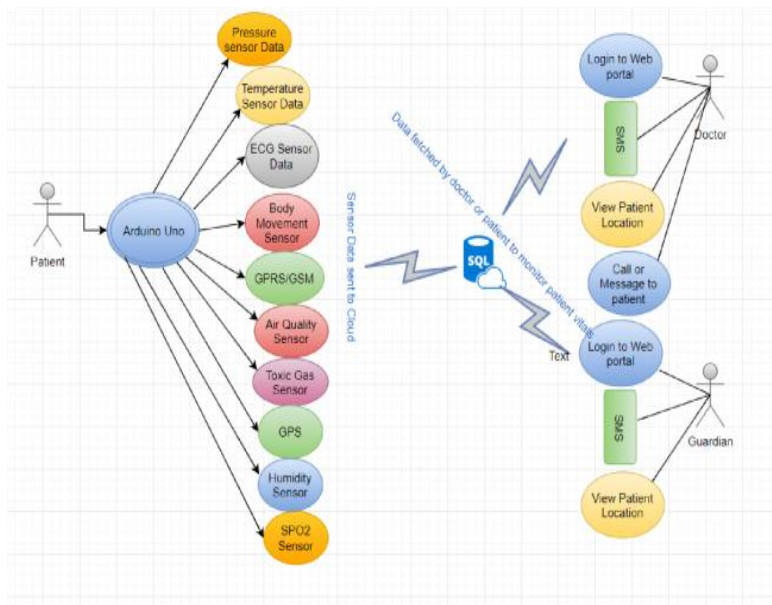 Pressure
sensor Data
Temperature
Sensor Data
ECG Sensor
Data
Body
Movement
Sensor
GPRS/GSM
Air Quality
Sensor
Toxic Gas
Sensor
GPS
Humidity
Sensor
SPO2
Sensor
Patient
Arduino Uno
Sensor Data sent to Cloud
SQL
Data fetched by doctor or patient to monitor patient vitals
Text
Login to Web
portal
SMS
View Patient
Location
Call or
Message to
patient
Doctor
Login to Web
portal
SMS
View Patient
Location
Guardian